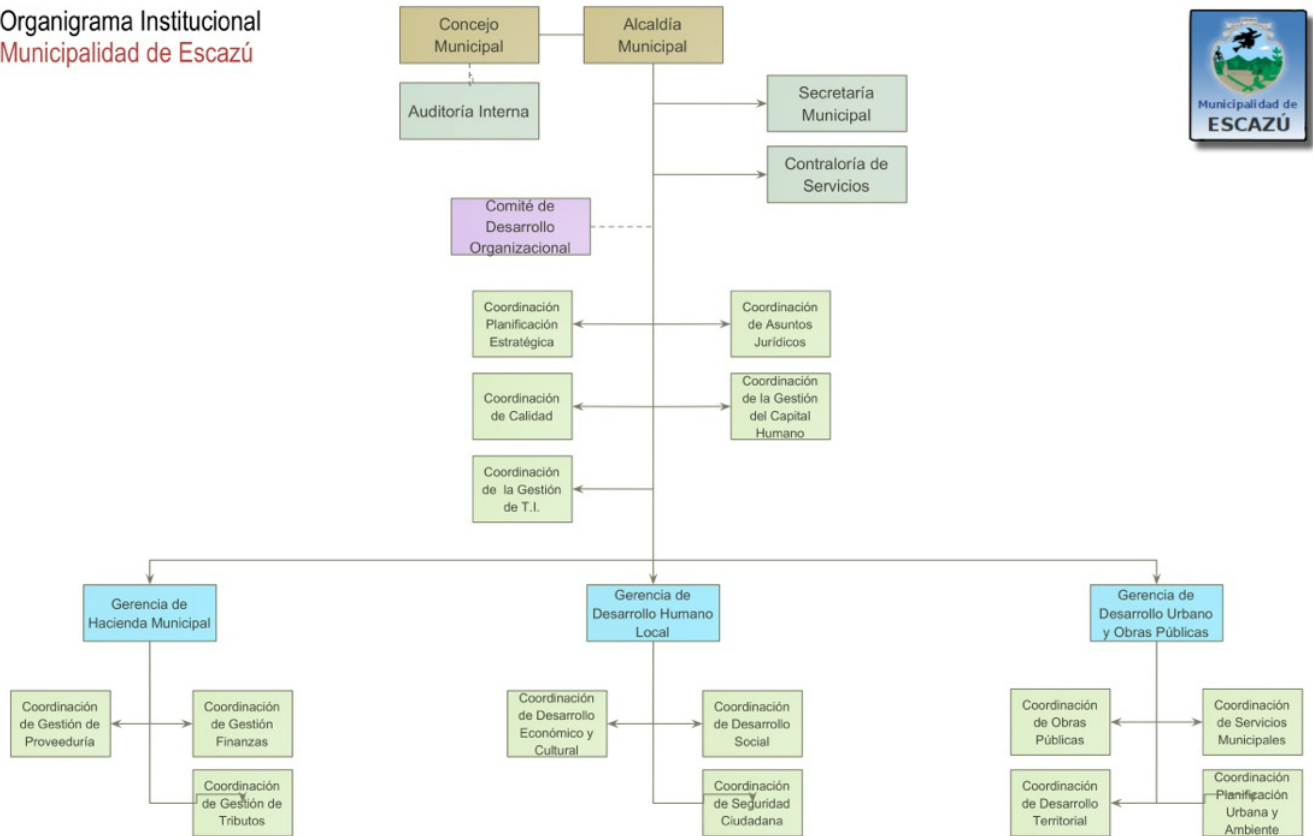 Organigrama Institucional
Municipalidad de Escazú
Concejo
Municipal
Alcaldía
Municipal
Auditoría Interna
Secretaría
Municipal
Municipalidad de
ESCAZÚ
Contraloría de
Servicios
Comité de
Desarrollo
Organizacional
Coordinación
Planificación
Estratégica
Coordinación
de Asuntos
Jurídicos
Coordinación
de Calidad
Coordinación
de la Gestión
del Capital
Humano
Coordinación
de la Gestión
de T.I.
Gerencia de
Hacienda Municipal
Gerencia de
Desarrollo Humano
Local
Gerencia de
Desarrollo Urbano
y Obras Públicas
Coordinación
de Gestión de
Proveeduría
Coordinación
de Gestión
Finanzas
Coordinación
de Desarrollo
Económico y
Cultural
Coordinación
de Desarrollo
Social
Coordinación
de Obras
Públicas
Coordinación
de Servicios
Municipales
Coordinación
de Gestión de
Tributos
Coordinación
de Seguridad
Ciudadana
Coordinación
de Desarrollo
Territorial
Coordinación
Planificación
Urbana y
Ambiente